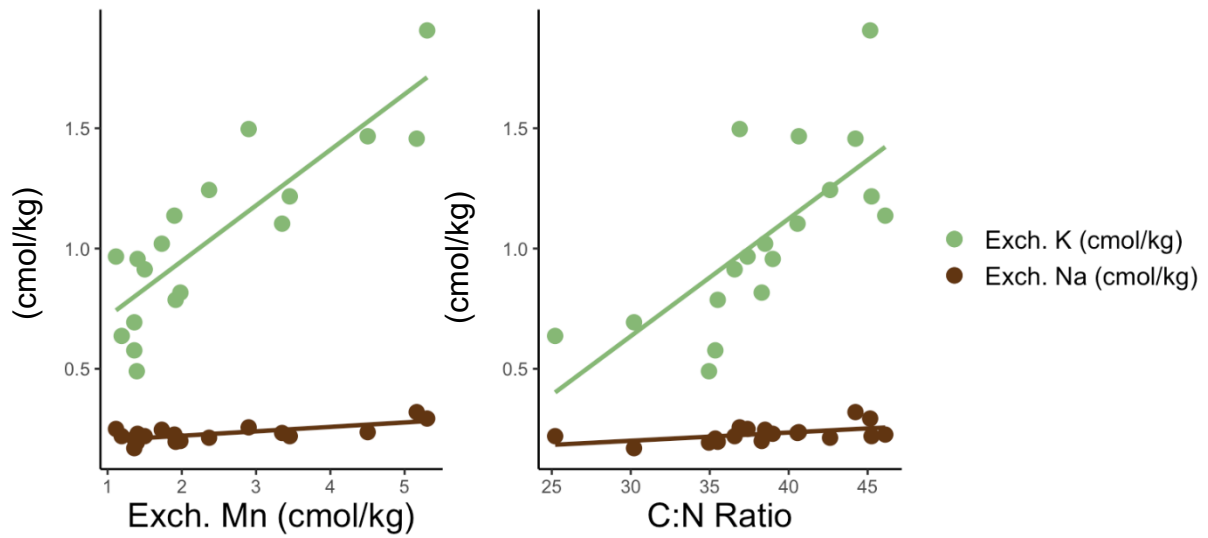 (cmol/kg)
1.5
1.0
0.5
1 2 3 4 5
Exch. Mn (cmol/kg)
(cmol/kg)
1.5
1.0
0.5
25 30 35 40 45
C:N Ratio
Exch. K (cmol/kg)
Exch. Na (cmol/kg)